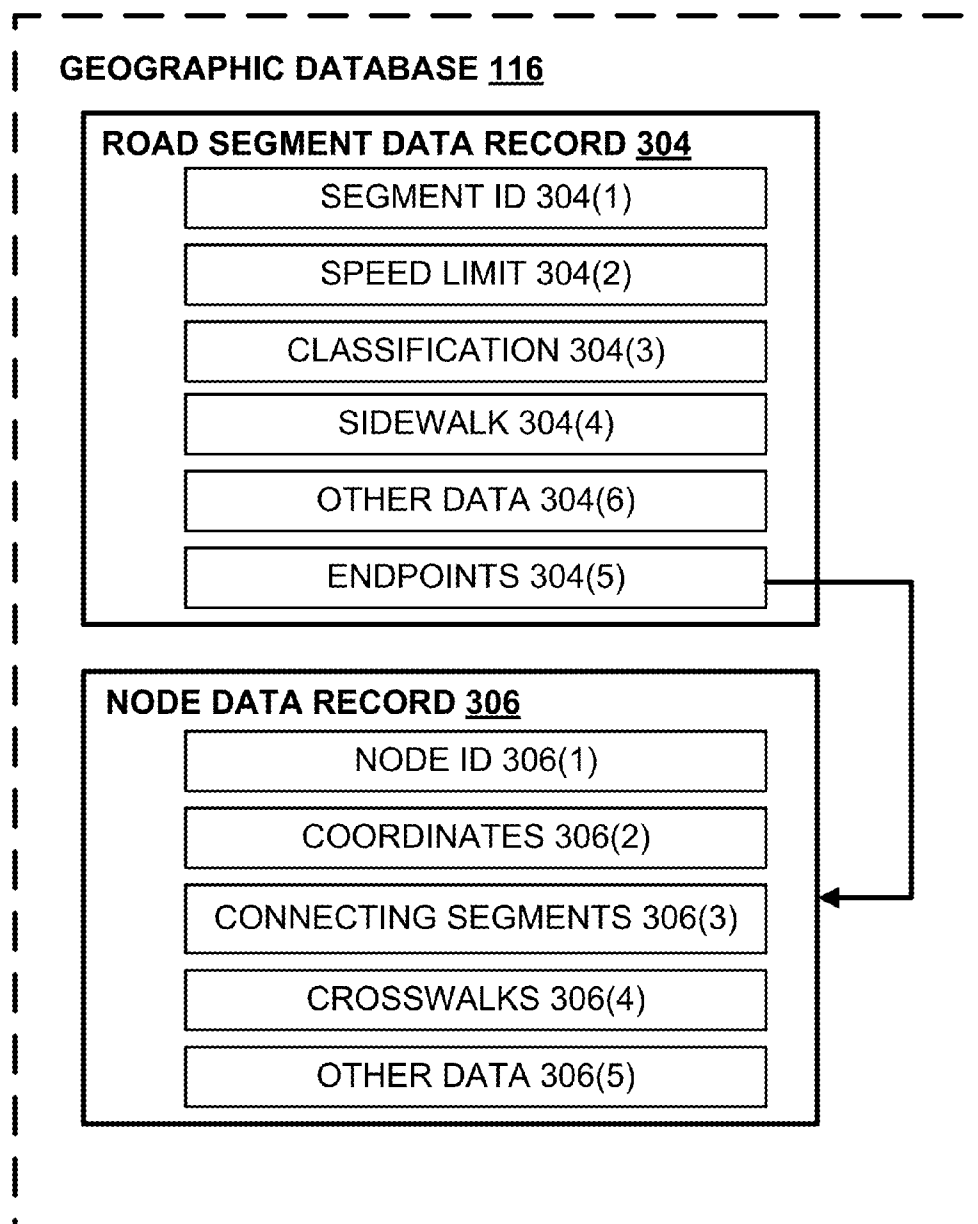 GEOGRAPHIC DATABASE 116
ROAD SEGMENT DATA RECORD 304
SEGMENT ID 304(1)
SPEED LIMIT 304(2)
CLASSIFICATION 304(3)
SIDEWALK 304(4)
OTHER DATA 304(6)
ENDPOINTS 304(5)
NODE DATA RECORD 306
NODE ID 306(1)
COORDINATES 306(2)
CONNECTING SEGMENTS 306(3)
CROSSWALKS 306(4)
OTHER DATA 306(5)